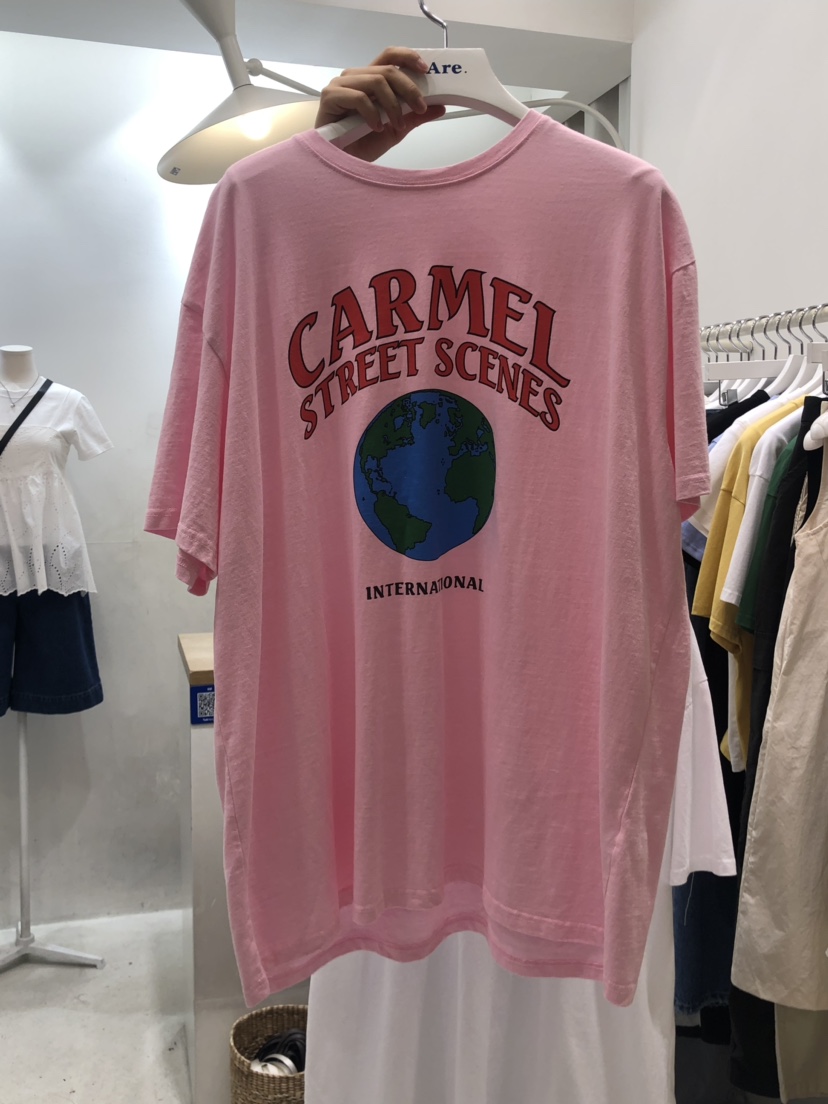 Are.
CARMEL
STREET SCENES
INTERNATIONAL